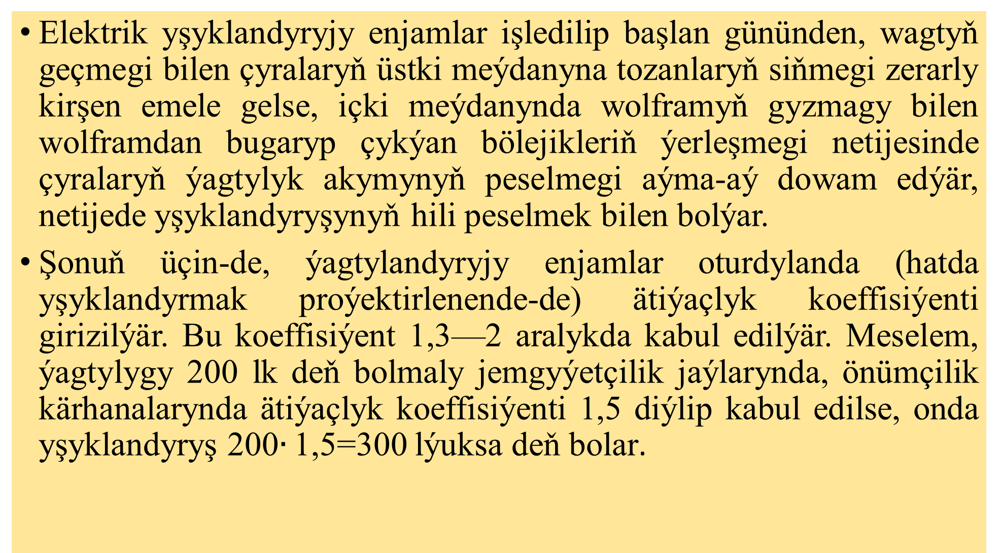 • Elektrik yşyklandyryjy enjamlar işledilip başlan gününden, wagtyň
geçmegi bilen çyralaryň üstki meýdanyna tozanlaryň siňmegi zerarly
kirşen emele gelse, içki meýdanynda wolframyň gyzmagy bilen
wolframdan bugaryp çykýan bölejikleriň ýerleşmegi netijesinde
çyralaryň ýagtylyk akymynyň peselmegi aýma-aý dowam edýär,
netijede yşyklandyryşynyň hili peselmek bilen bolýar.
• Şonuň üçin-de, ýagtylandyryjy enjamlar oturdylanda (hatda
yşyklandyrmak proýektirlenende-de) ätiýaçlyk koeffisiýenti
girizilýär. Bu koeffisiýent 1,3—2 aralykda kabul edilýär. Meselem,
ýagtylygy 200 lk deň bolmaly jemgyýetçilik jaýlarynda, önümçilik
kärhanalarynda ätiýaçlyk koeffisiýenti 1,5 diýlip kabul edilse, onda
yşyklandyryş 200· 1,5=300 lýuksa deň bolar.